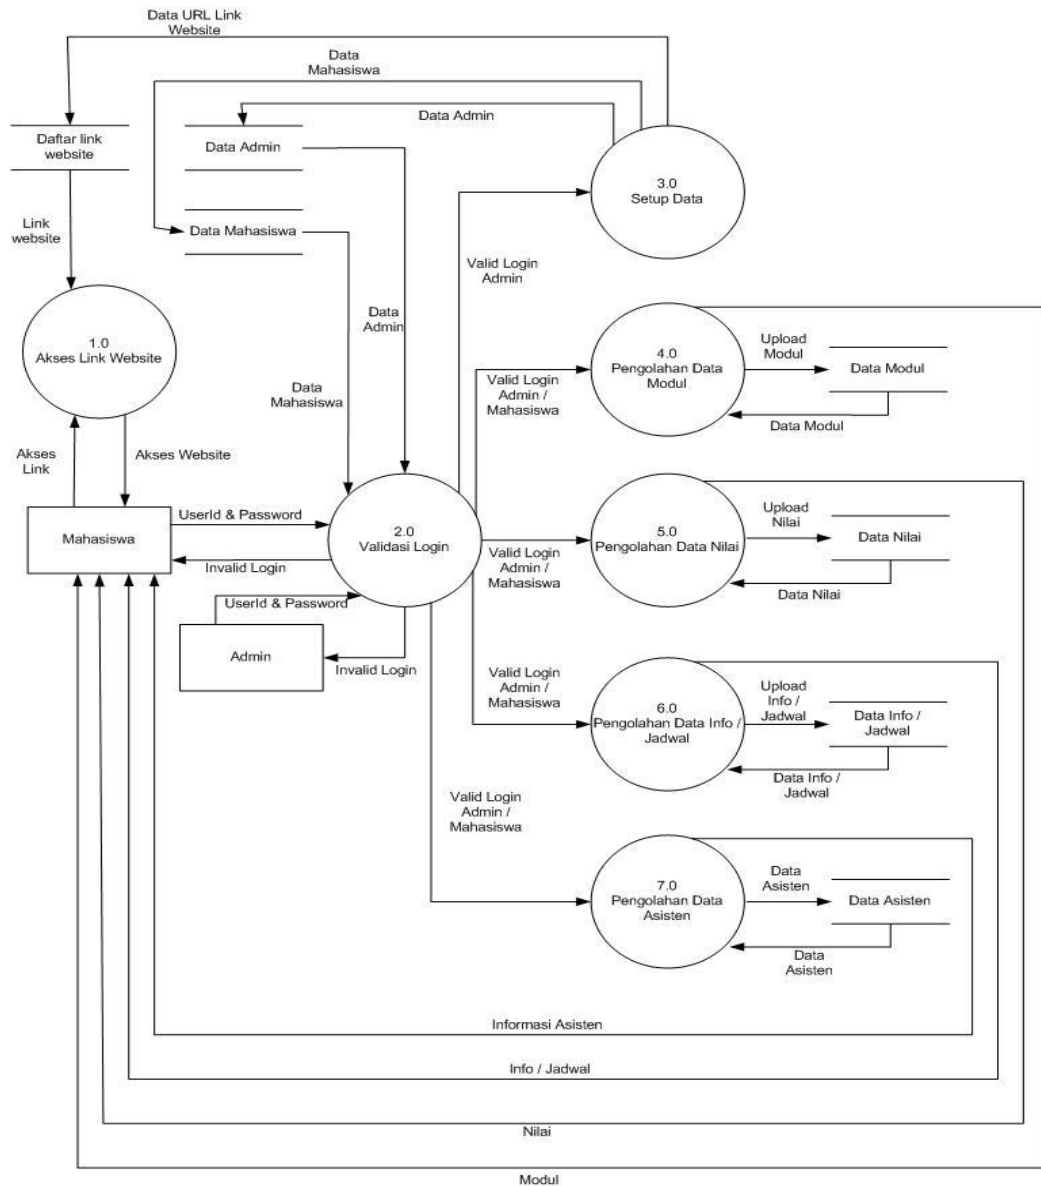 Data URL Link
Website
Data
Mahasiswa
Data Admin
Daftar link
website
Data Admin
3.0
Setup Data
Data Mahasiswa
Link
website
Valid Login
Admin
Data
Admin
1.0
Akses Link Website
Upload
Modul
4.0
Pengolahan Data
Modul
Data Modul
Valid Login
Admin /
Mahasiswa
Data
Mahasiswa
Data Modul
Akses
Link
Akses Website
UserId & Password
Upload
Nilai
2.0
Validasi Login
5.0
Pengolahan Data Nilai
Data Nilai
Mahasiswa
Valid Login
Admin /
Mahasiswa
Invalid Login
Data Nilai
UserId & Password
Admin
Invalid Login
Valid Login
Admin /
Mahasiswa
6.0
Pengolahan Data Info /
Jadwal
Upload
Info /
Jadwal
Data Info /
Jadwal
Data Info /
Jadwal
Valid Login
Admin /
Mahasiswa
7.0
Pengolahan Data
Asisten
Data
Asisten
Data Asisten
Data
Asisten
Informasi Asisten
Info / Jadwal
Nilai
Modul